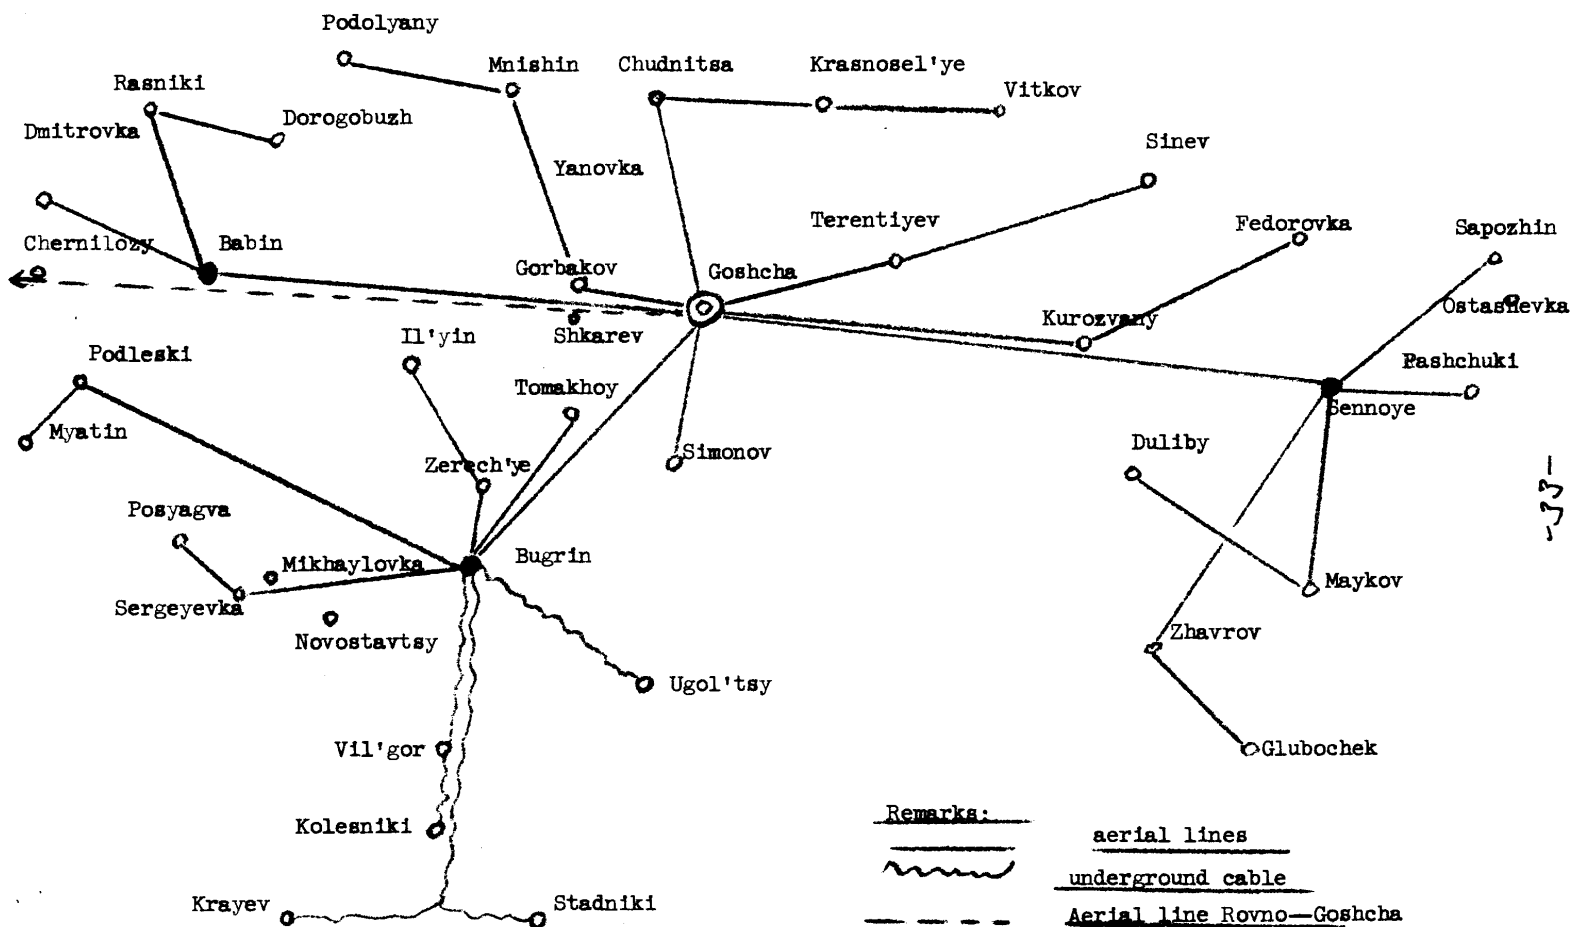 Podolyany
Mnishin
Chudnitsa
Krasnosel'ye
Vitkov
Rasniki
Dorogobuzh
Dmitrovka
Sinev
Yanovka
Terentiyev
Fedorovka
Sapozhin
Chernilozy
Babin
Gorbakov
Goshcha
Ostashevka
Kurozvany
Shkarev
Il'yin
Podleski
Pashchuki
Tomakhoy
Sennoye
Myatin
Simonov
Duliby
Zerech'ye
-33-
Posyagva
Mikhaylovka
Bugrin
Maykov
Sergeyevka
Zhavrov
Novostavtsy
Ugol'tsy
Vil'gor
Glubochek
Kolesniki
Remarks:
aerial lines
underground cable
Krayev
Stadniki
Aerial line Rovno—Goshcha